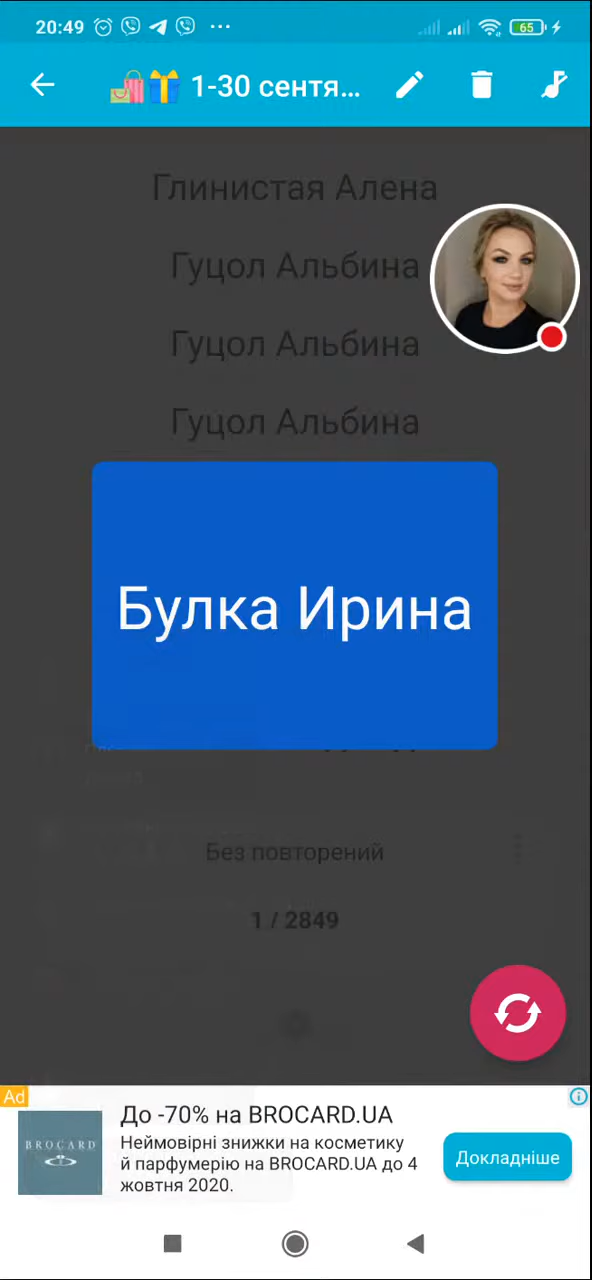 20:49
65
1-30 сентя...
Глинистая Алена
Гуцол Альбина
Гуцол Альбина
Гуцол Альбина
Булка Ирина
Без повторений
1 / 2849
Ad
BROCARD
До -70% на BROCARD.UA
Неймовірні знижки на косметику
й парфумерію на BROCARD.UA до 4
жовтня 2020.
Докладніше